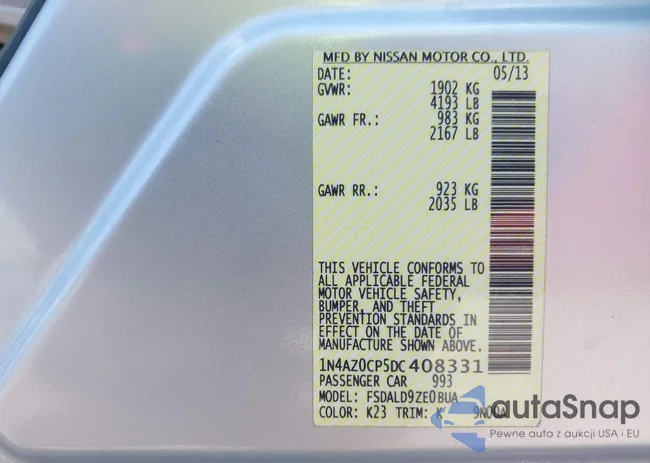 MFD BY NISSAN MOTOR CO., LTD.
DATE: 05/13
GVWR: 1902 KG
4193 LB
GAWR FR.: 983 KG
2167 LB
GAWR RR.: 923 KG
2035 LB
THIS VEHICLE CONFORMS TO
ALL APPLICABLE FEDERAL
MOTOR VEHICLE SAFETY,
BUMPER, AND THEFT
PREVENTION STANDARDS IN
EFFECT ON THE DATE OF
MANUFACTURE SHOWN ABOVE.
1N4AZ0CP5DC408331
PASSENGER CAR 993
MODEL: FSDALD9ZE0BUA
COLOR: K23 TRIM: K
autoSnap
Pewne auta z aukcji USA i EU